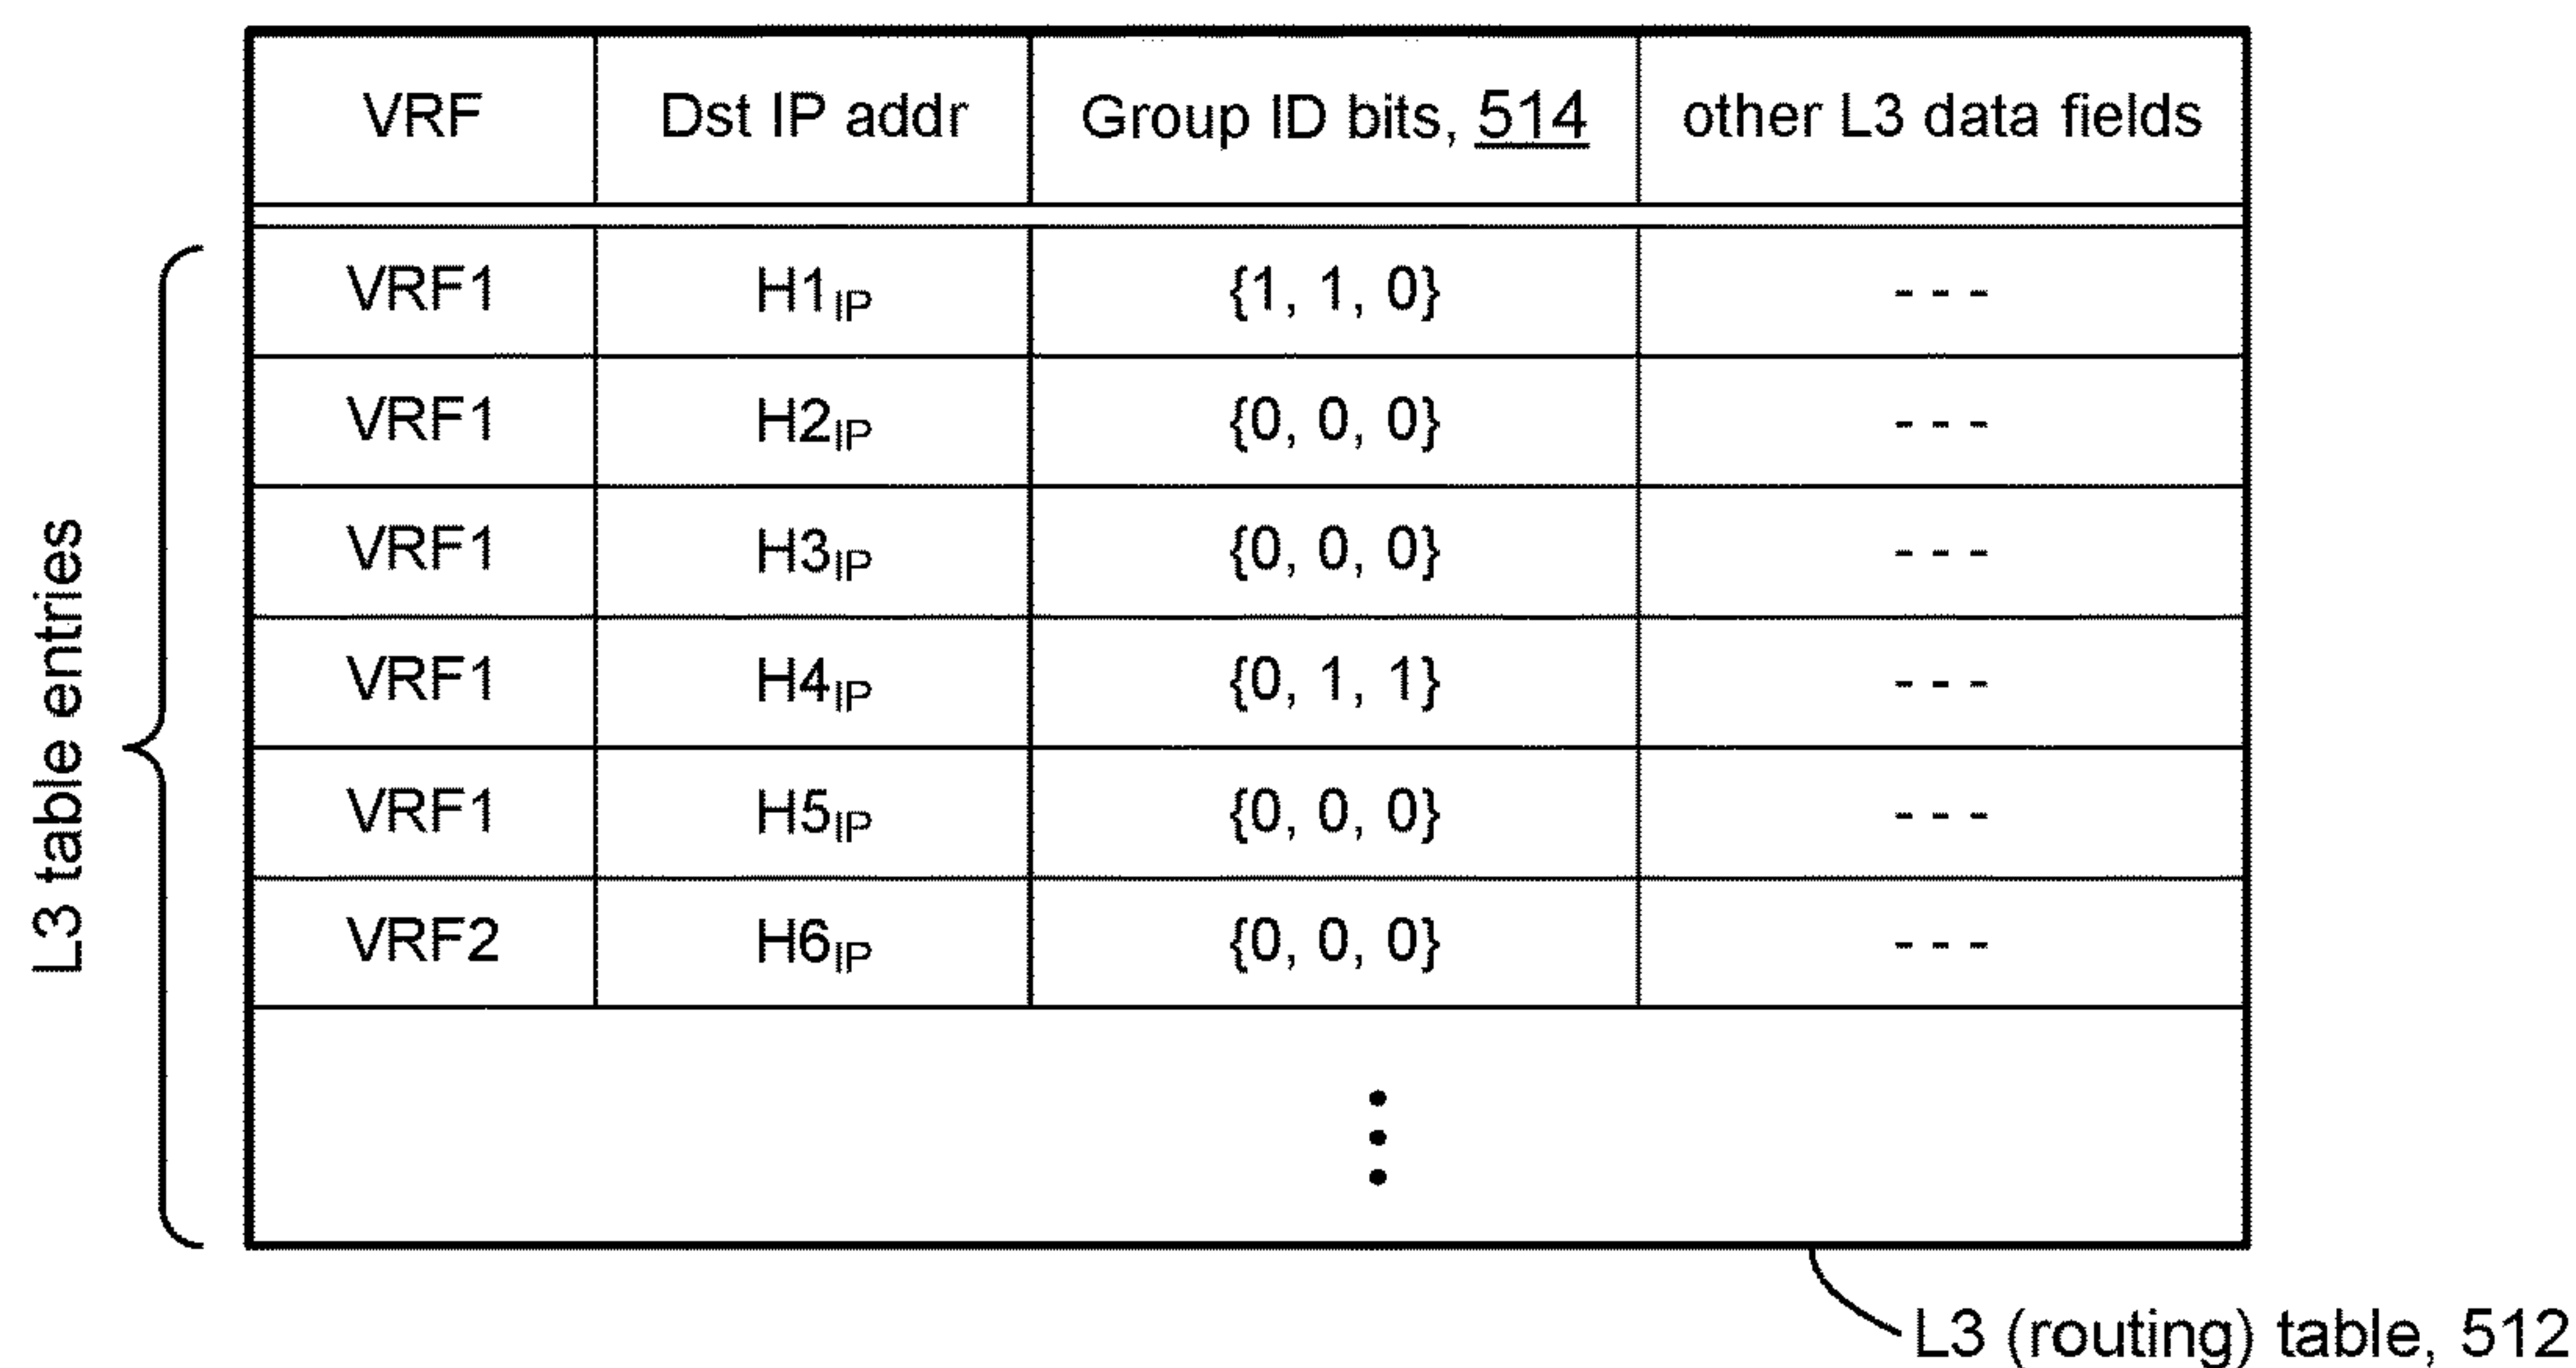 VRF Dst IP addr Group ID bits, 514 other L3 data fields
VRF1 H1IP {1, 1, 0} - - -
VRF1 H2IP {0, 0, 0} - - -
VRF1 H3IP {0, 0, 0} - - -
VRF1 H4IP {0, 1, 1} - - -
VRF1 H5IP {0, 0, 0} - - -
VRF2 H6IP {0, 0, 0} - - -
L3 table entries
L3 (routing) table, 512